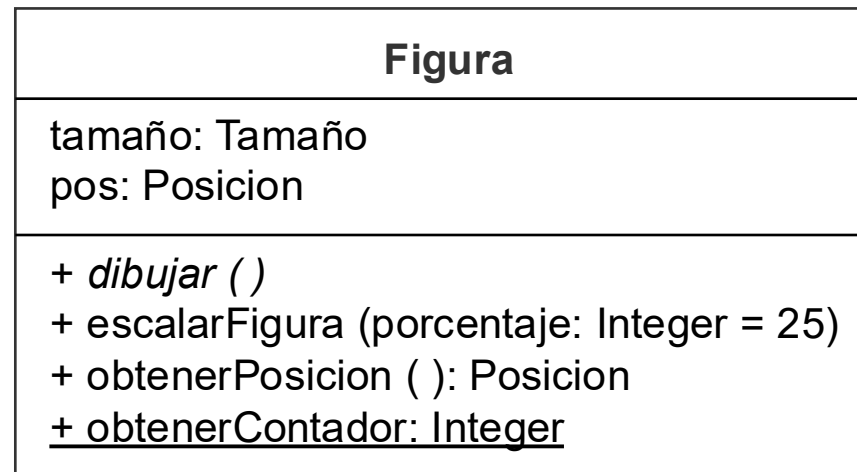 Figura
tamaño: Tamaño
pos: Posicion
+ dibujar ( )
+ escalarFigura (porcentaje: Integer = 25)
+ obtenerPosicion ( ): Posicion
+ obtenerContador: Integer